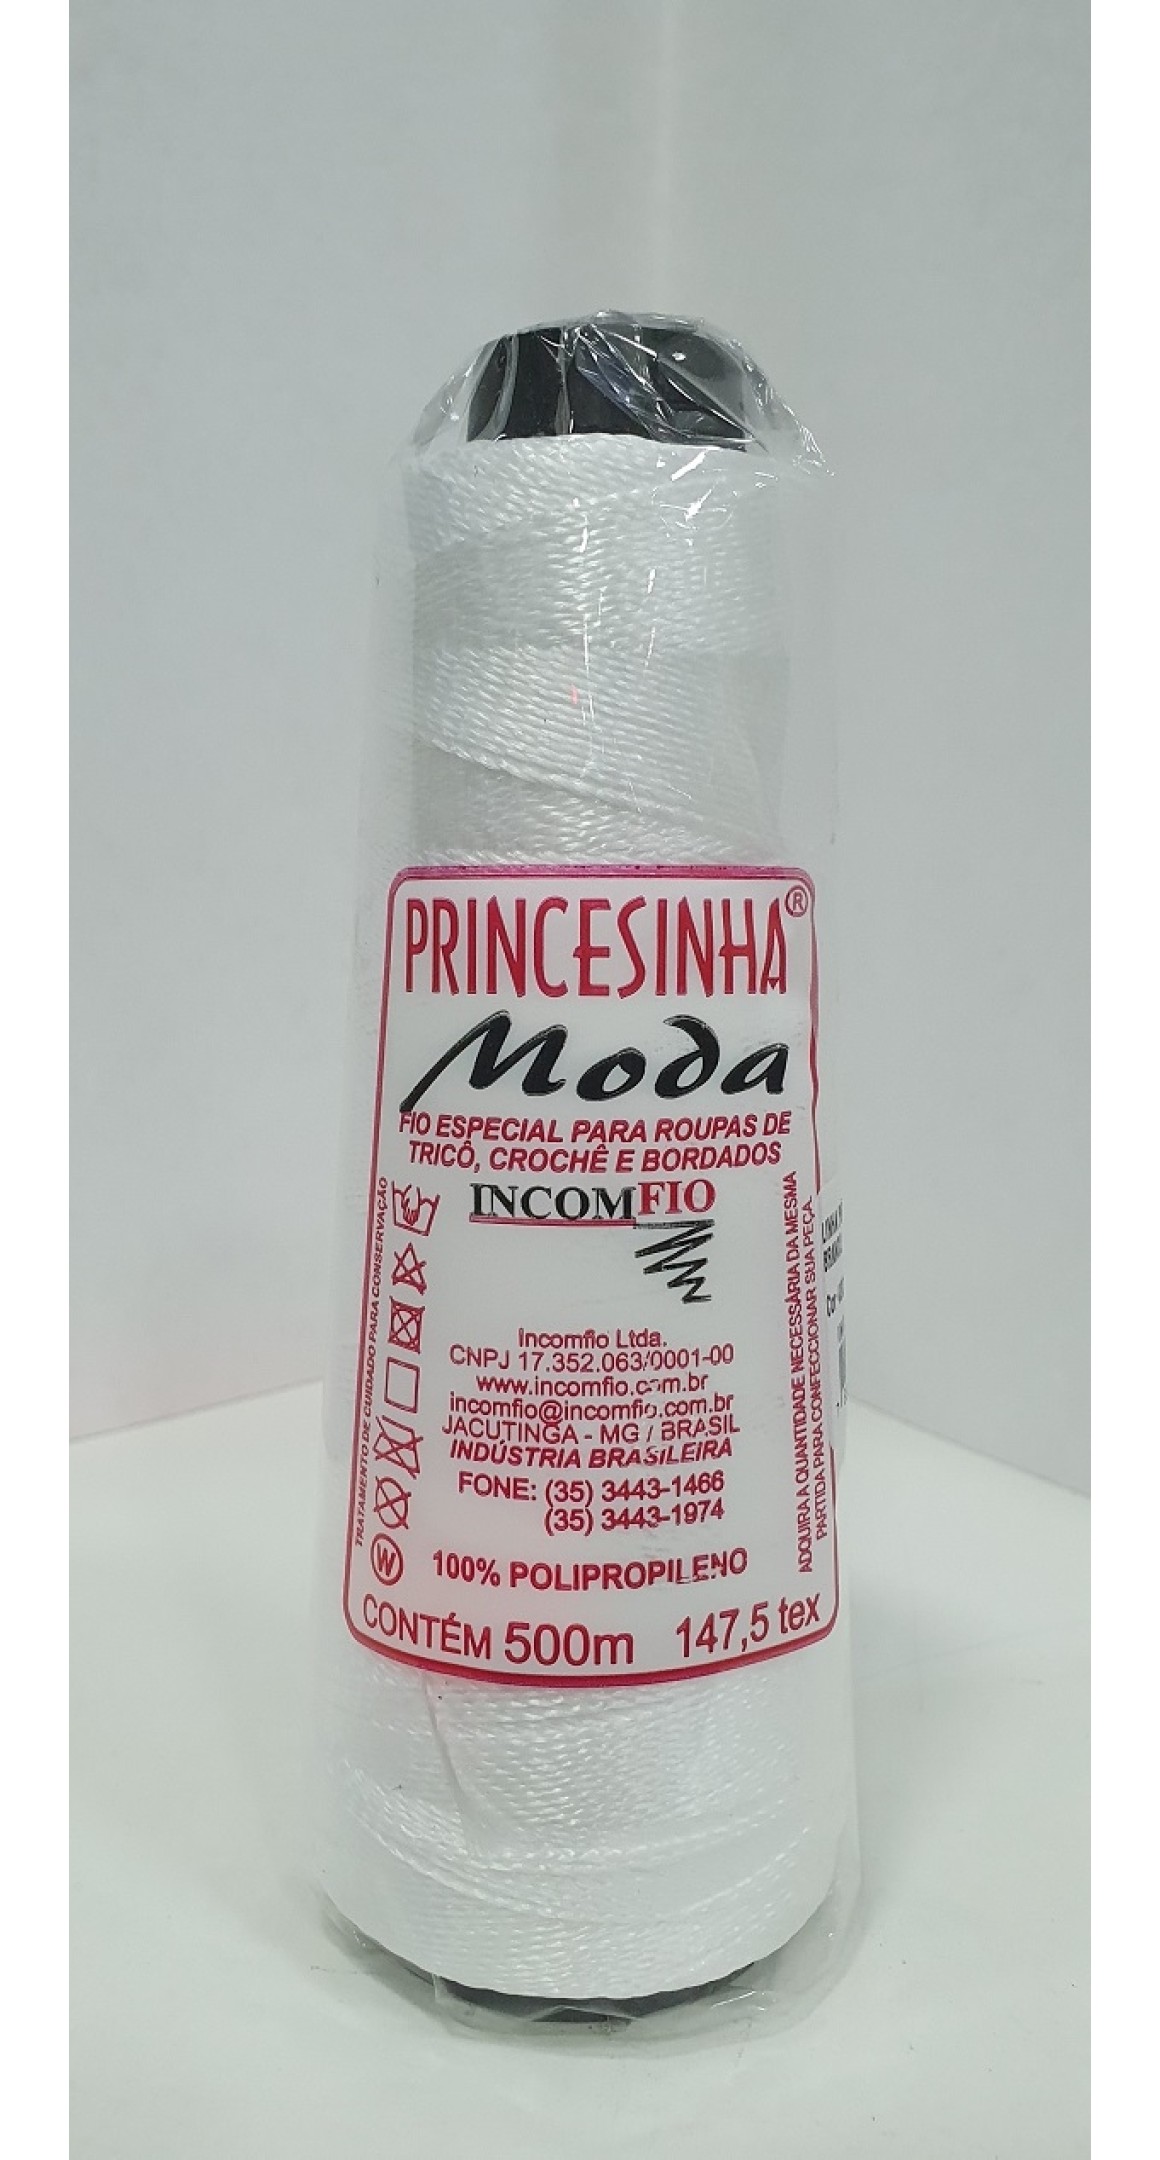 PRINCESINHA®
Moda
FIO ESPECIAL PARA ROUPAS DE
TRICÔ, CROCHÊ E BORDADOS
INCOMFIO
Incomfio Ltda.
CNPJ 17.352.063/0001-00
www.incomfio.com.br
incomfio@incomfio.com.br
JACUTINGA - MG / BRASIL
INDÚSTRIA BRASILEIRA
FONE: (35) 3443-1466
(35) 3443-1974
100% POLIPROPILENO
CONTÉM 500m 147,5 tex
TRATAMENTO DE CUIDADO PARA CONSERVAÇÃO
W
ADQUIRA A QUANTIDADE NECESSÁRIA DA MESMA
PARTIDA PARA CONFECCIONAR SUA PEÇA.
LINHA